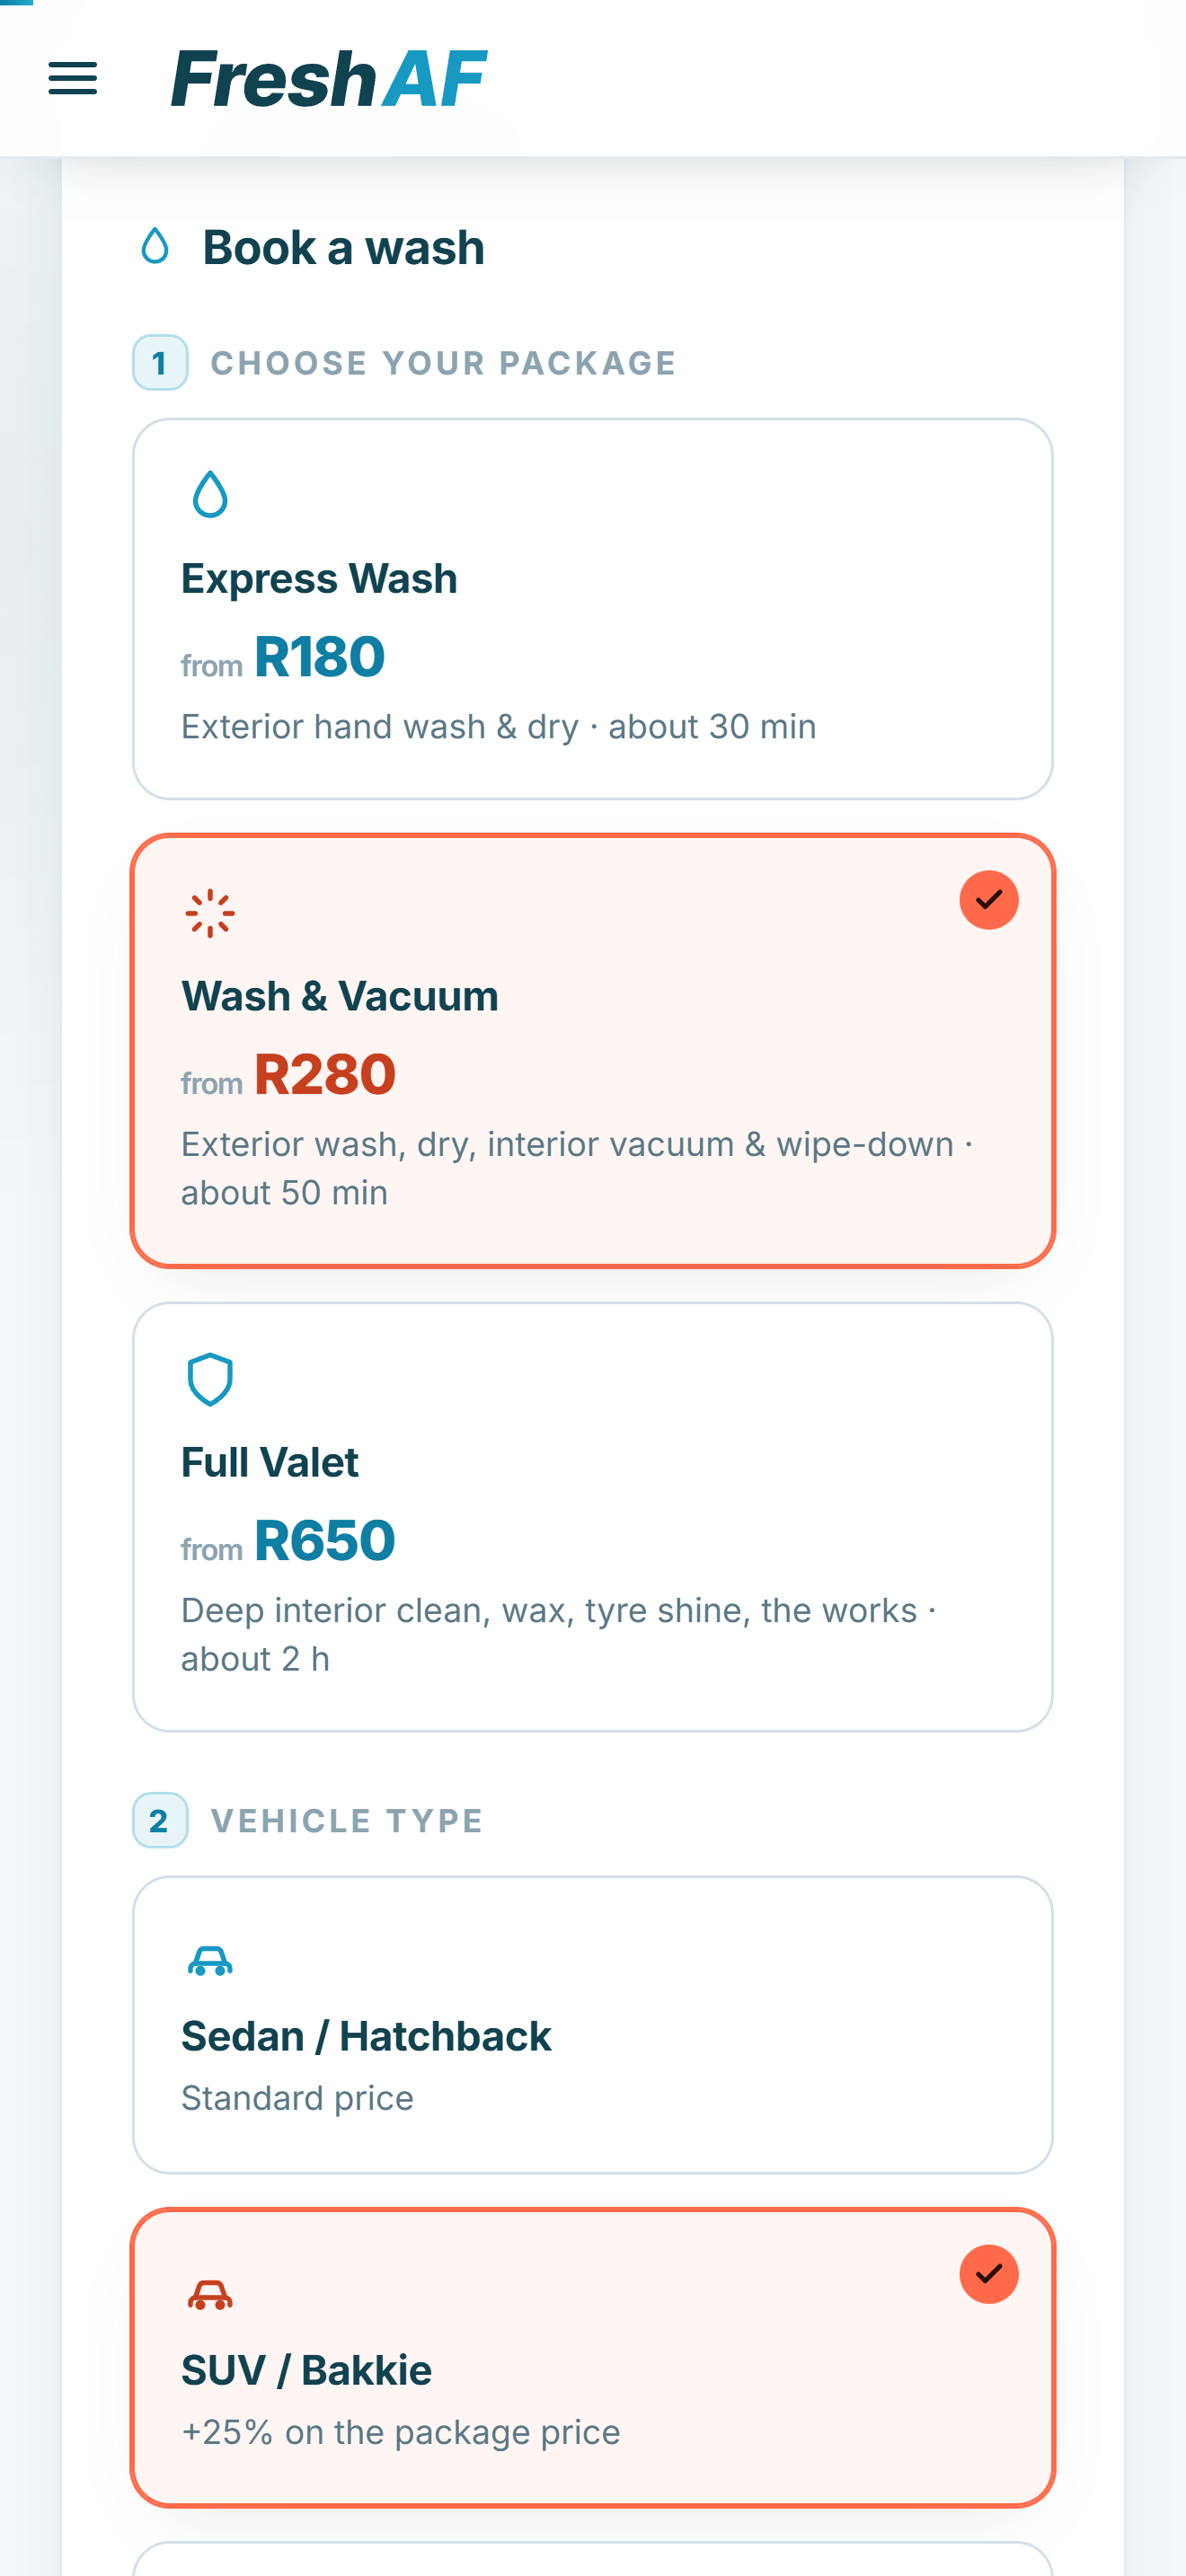 Fresh AF
Book a wash
1 CHOOSE YOUR PACKAGE
Express Wash
from R180
Exterior hand wash & dry · about 30 min
Wash & Vacuum
from R280
Exterior wash, dry, interior vacuum & wipe-down ·
about 50 min
Full Valet
from R650
Deep interior clean, wax, tyre shine, the works ·
about 2 h
2 VEHICLE TYPE
Sedan / Hatchback
Standard price
SUV / Bakkie
+25% on the package price